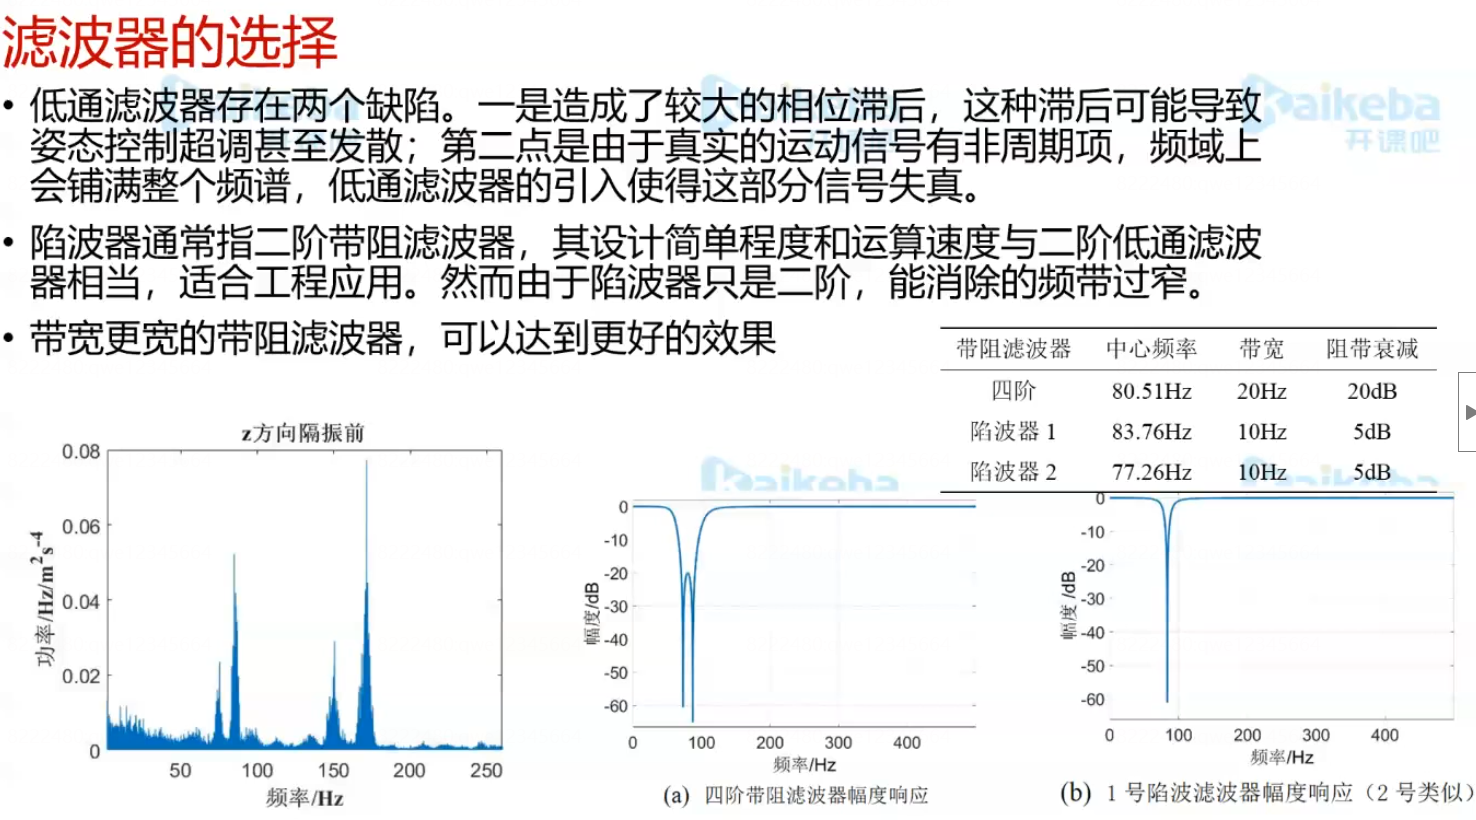 滤波器的选择
• 低通滤波器存在两个缺陷。一是造成了较大的相位滞后，这种滞后可能导致
姿态控制超调甚至发散；第二点是由于真实的运动信号有非周期项，频域上
会铺满整个频谱，低通滤波器的引入使得这部分信号失真。
• 陷波器通常指二阶带阻滤波器，其设计简单程度和运算速度与二阶低通滤波
器相当，适合工程应用。然而由于陷波器只是二阶，能消除的频带过窄。
• 带宽更宽的带阻滤波器，可以达到更好的效果
aikeba
开课吧
带阻滤波器 中心频率 带宽 阻带衰减
四阶 80.51Hz 20Hz 20dB
陷波器 1 83.76Hz 10Hz 5dB
陷波器 2 77.26Hz 10Hz 5dB
z方向隔振前
功率/Hz/m²s⁻⁴
0.08
0.06
0.04
0.02
0
50 100 150 200 250
频率/Hz
幅度/dB
0
-10
-20
-30
-40
-50
-60
0 100 200 300 400
频率/Hz
(a) 四阶带阻滤波器幅度响应
幅度 /dB
0
-10
-20
-30
-40
-50
-60
0 100 200 300 400
频率/Hz
(b) 1 号陷波滤波器幅度响应（2 号类似）